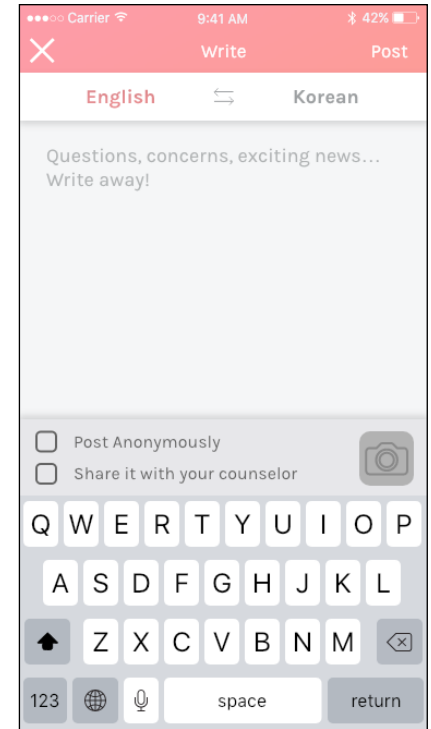 Carrier 9:41 AM 42%
Write Post
English Korean
Questions, concerns, exciting news...
Write away!
Post Anonymously
Share it with your counselor
Q W E R T Y U I O P
A S D F G H J K L
Z X C V B N M
123 space return